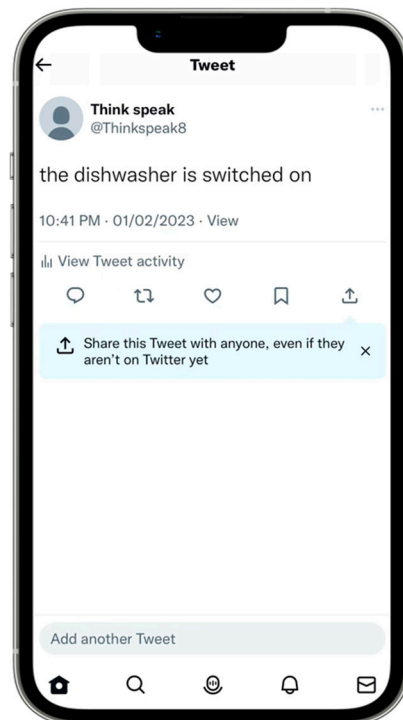 Tweet
Think speak
@Thinkspeak8
the dishwasher is switched on
10:41 PM · 01/02/2023 · View
View Tweet activity
Share this Tweet with anyone, even if they
aren't on Twitter yet
Add another Tweet